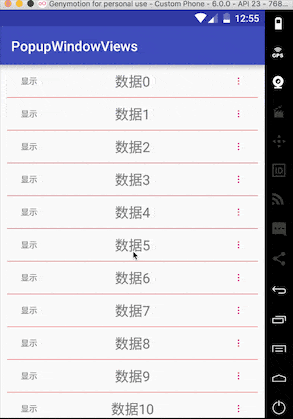 Genymotion for personal use - Custom Phone - 6.0.0 - API 23 - 768...
12:55
PopupWindowViews
GPS
显示 数据0
显示 数据1
显示 数据2
ID
显示 数据3
显示 数据4
显示 数据5
显示 数据6
显示 数据7
显示 数据8
显示 数据9
显示 数据10